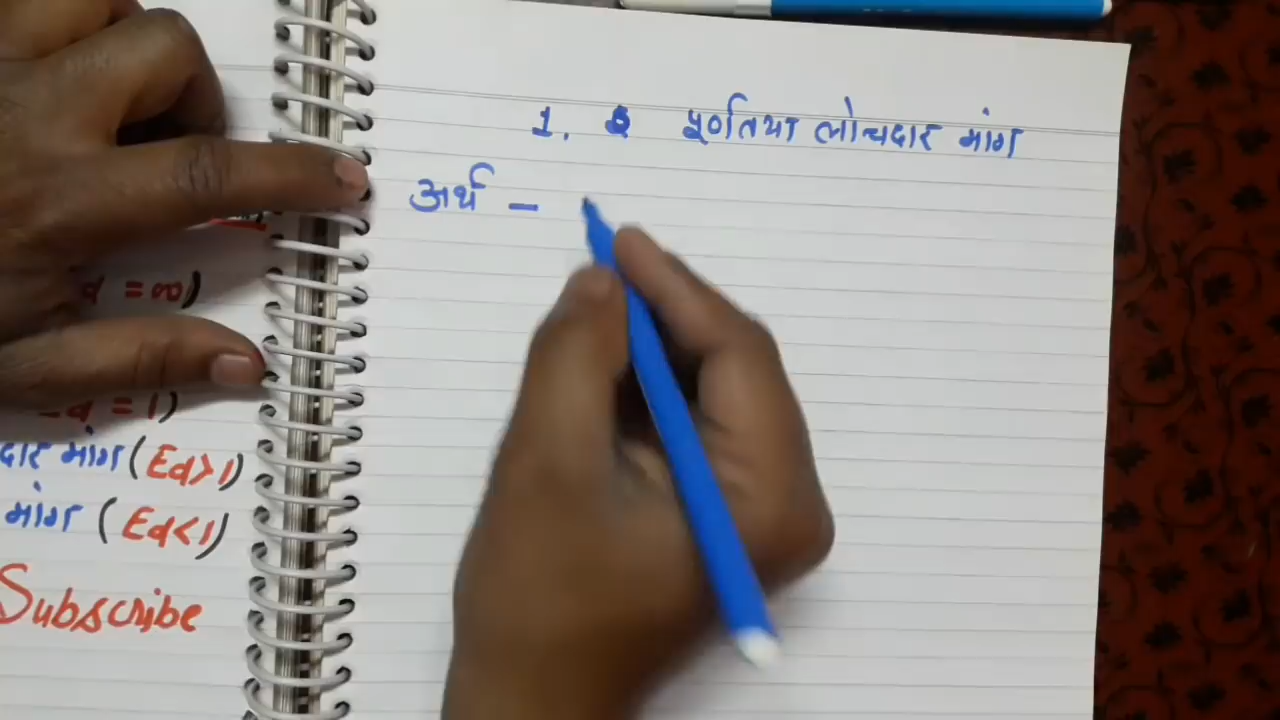 d = ∞)
d = 1)
दार मांग (Ed>1)
मांग (Ed<1)
Subscribe
1. पूर्णतया लोचदार मांग
अर्थ -